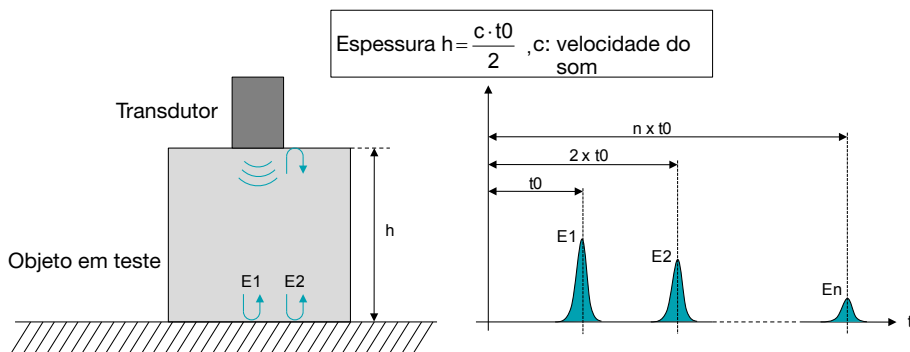 Espessura h = c · t0 / 2 , c: velocidade do
som
Transdutor
n x t0
2 x t0
t0
h
E1
E2
Objeto em teste
E1 E2
En
t